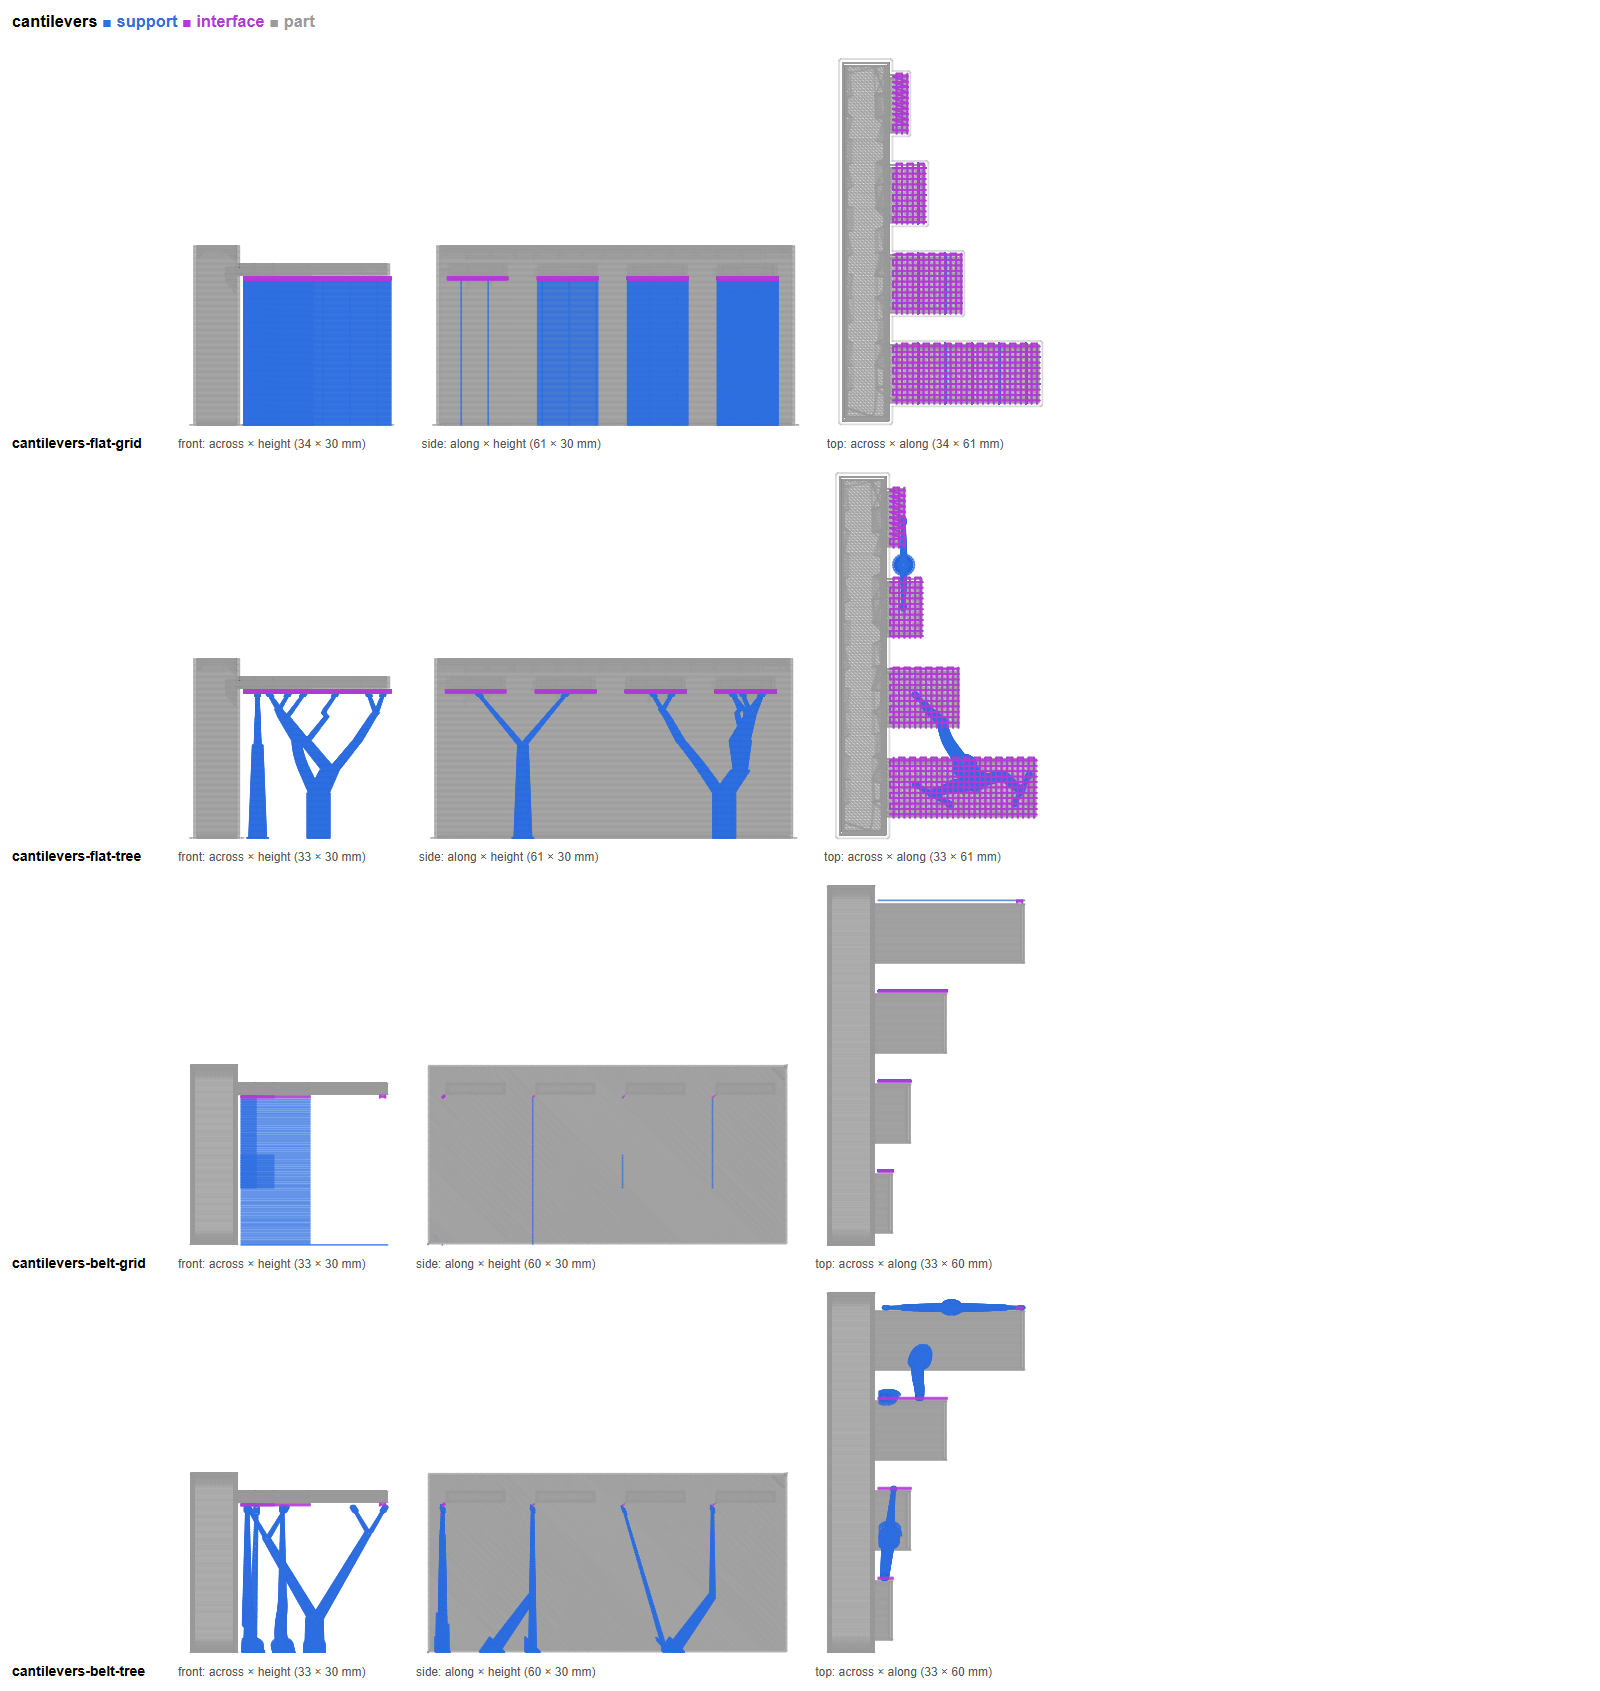 cantilevers ■ support ■ interface ■ part
cantilevers-flat-grid front: across × height (34 × 30 mm) side: along × height (61 × 30 mm) top: across × along (34 × 61 mm)
cantilevers-flat-tree front: across × height (33 × 30 mm) side: along × height (61 × 30 mm) top: across × along (33 × 61 mm)
cantilevers-belt-grid front: across × height (33 × 30 mm) side: along × height (60 × 30 mm) top: across × along (33 × 60 mm)
cantilevers-belt-tree front: across × height (33 × 30 mm) side: along × height (60 × 30 mm) top: across × along (33 × 60 mm)